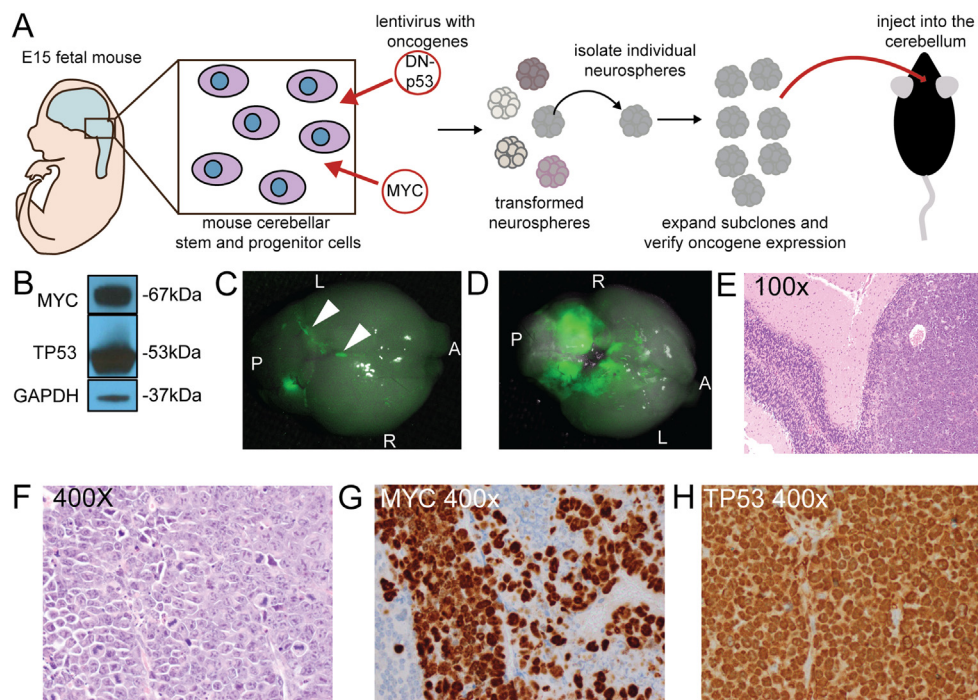 A
E15 fetal mouse
mouse cerebellar
stem and progenitor cells
lentivirus with
oncogenes
DN-
p53
MYC
transformed
neurospheres
isolate individual
neurospheres
expand subclones and
verify oncogene expression
inject into the
cerebellum
B
MYC
-67kDa
TP53
-53kDa
GAPDH
-37kDa
C
L
P
A
R
D
R
P
A
L
E
100x
F
400X
G
MYC 400x
H
TP53 400x